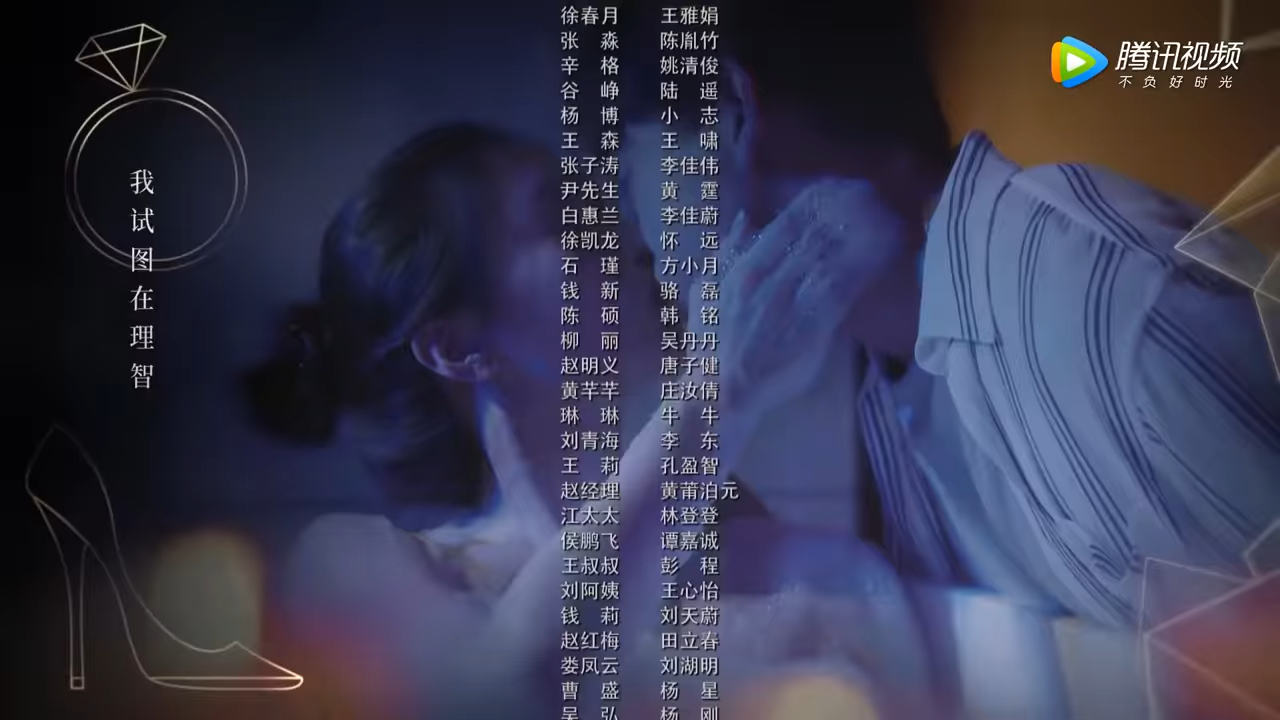 徐春月 王雅娟
张淼 陈胤竹
辛格 姚清俊
谷峥 陆遥
杨博 小志
王森 王啸
张子涛 李佳伟
尹先生 黄霆
白惠兰 李佳蔚
徐凯龙 怀远
石瑾 方小月
钱新 骆磊
陈硕 韩铭
柳丽 吴丹丹
赵明义 唐子健
黄芊芊 庄汝倩
琳琳 牛牛
刘青海 李东
王莉 孔盈智
赵经理 黄莆泊元
江太太 林登登
侯鹏飞 谭嘉诚
王叔叔 彭程
刘阿姨 王心怡
钱莉 刘天蔚
赵红梅 田立春
娄凤云 刘湖明
曹盛 杨星
吴弘 杨刚
我试图在理智
腾讯视频
不负好时光